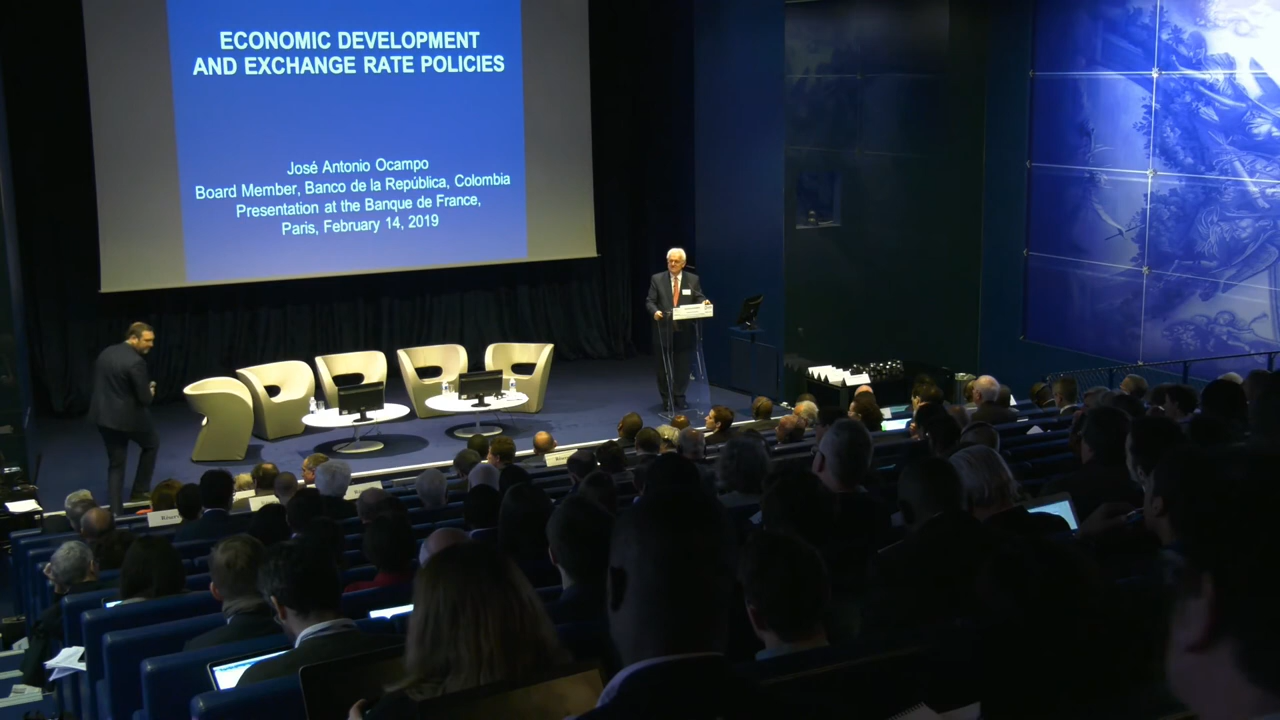 ECONOMIC DEVELOPMENT
AND EXCHANGE RATE POLICIES
José Antonio Ocampo
Board Member, Banco de la República, Colombia
Presentation at the Banque de France,
Paris, February 14, 2019